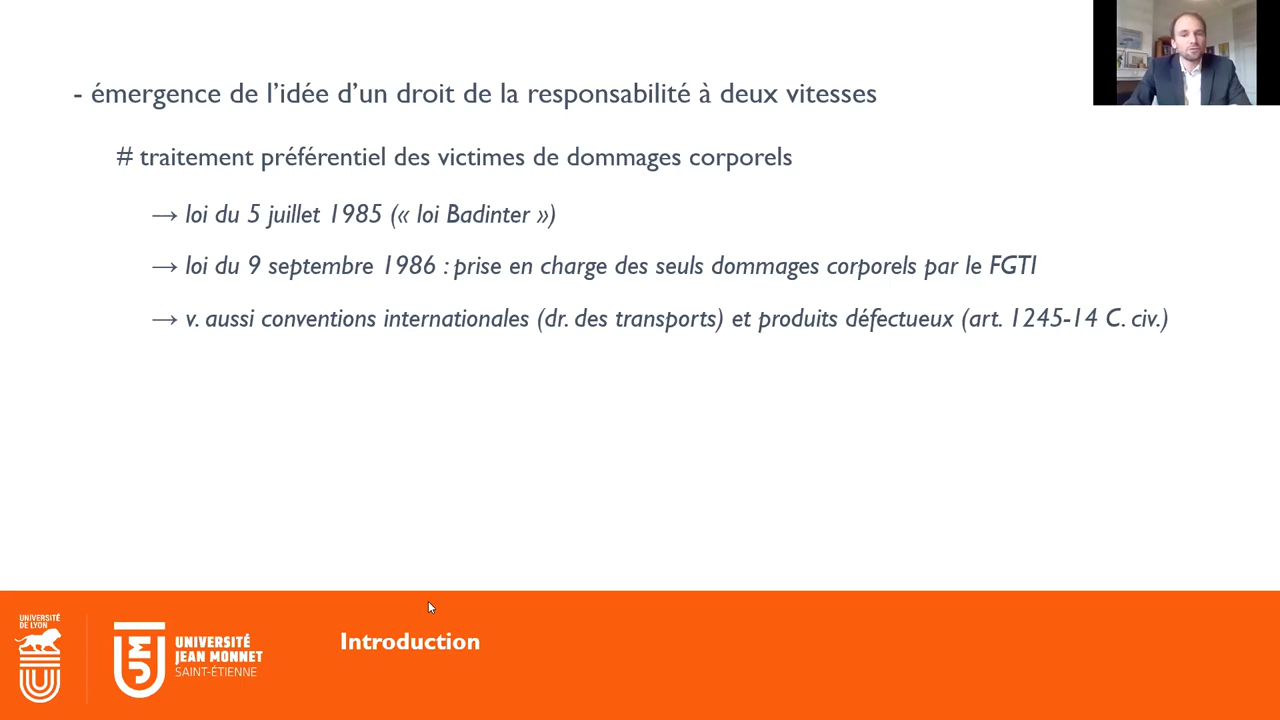 - émergence de l’idée d’un droit de la responsabilité à deux vitesses
# traitement préférentiel des victimes de dommages corporels
→ loi du 5 juillet 1985 (« loi Badinter »)
→ loi du 9 septembre 1986 : prise en charge des seuls dommages corporels par le FGTI
→ v. aussi conventions internationales (dr. des transports) et produits défectueux (art. 1245-14 C. civ.)
UNIVERSITÉ
DE LYON
UNIVERSITÉ
JEAN MONNET
SAINT-ÉTIENNE
Introduction